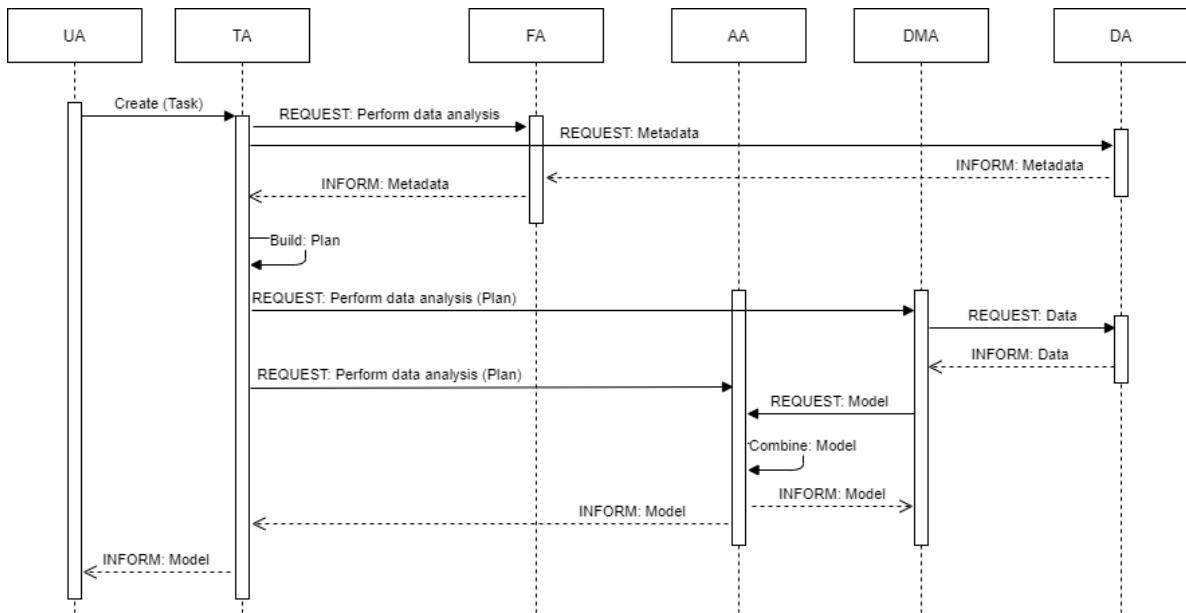 UA
TA
FA
AA
DMA
DA
Create (Task)
REQUEST: Perform data analysis
REQUEST: Metadata
INFORM: Metadata
INFORM: Metadata
Build: Plan
REQUEST: Perform data analysis (Plan)
REQUEST: Data
INFORM: Data
REQUEST: Perform data analysis (Plan)
REQUEST: Model
Combine: Model
INFORM: Model
INFORM: Model
INFORM: Model